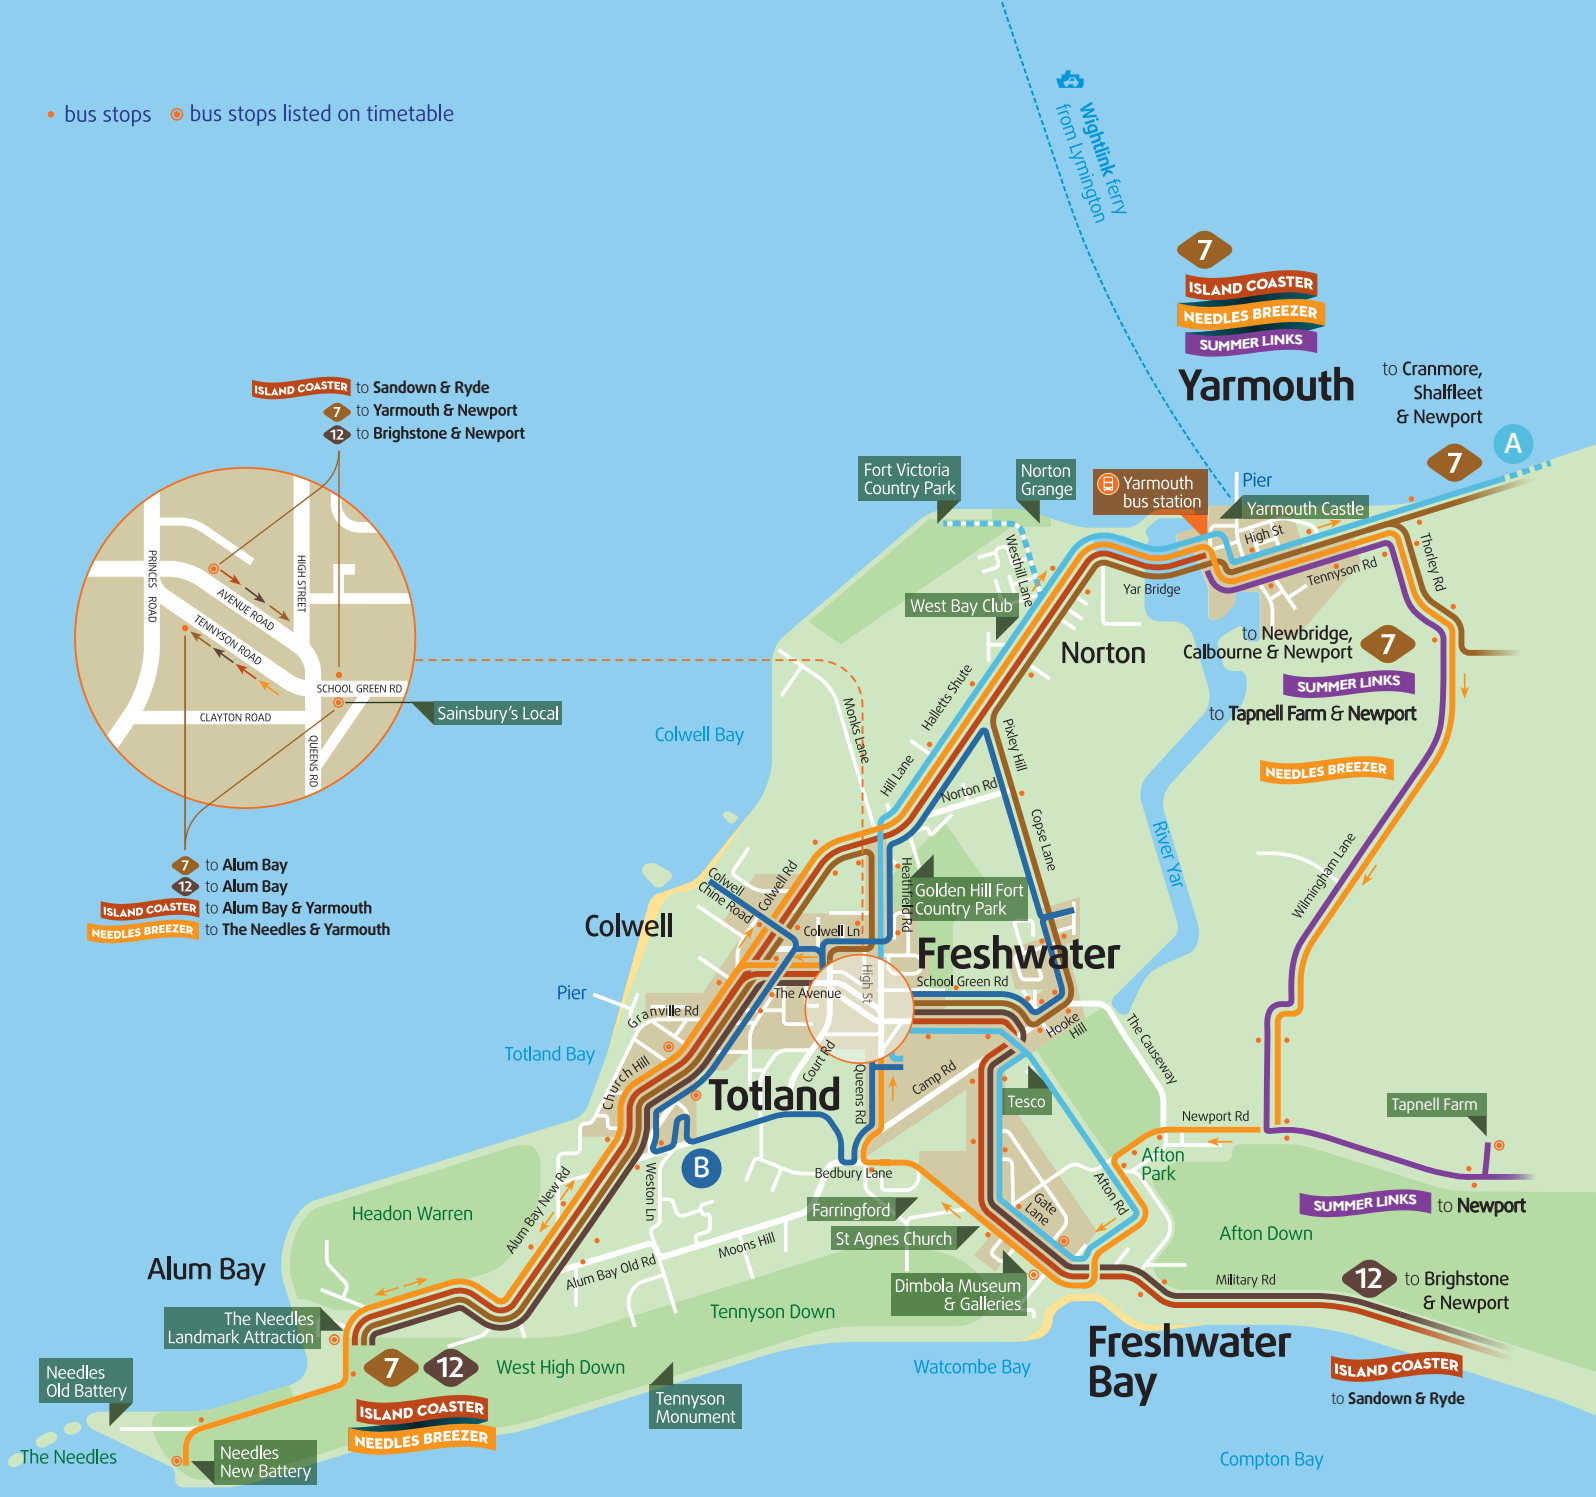 bus stops
bus stops listed on timetable
Wightlink ferry
from Lymington
7
ISLAND COASTER
NEEDLES BREEZER
SUMMER LINKS
Yarmouth
to Cranmore,
Shalfleet
& Newport
7
A
ISLAND COASTER to Sandown & Ryde
7 to Yarmouth & Newport
12 to Brighstone & Newport
PRINCES ROAD
HIGH STREET
AVENUE ROAD
TENNYSON ROAD
SCHOOL GREEN RD
CLAYTON ROAD
QUEENS RD
Sainsbury's Local
7 to Alum Bay
12 to Alum Bay
ISLAND COASTER to Alum Bay & Yarmouth
NEEDLES BREEZER to The Needles & Yarmouth
Fort Victoria
Country Park
Norton
Grange
Yarmouth
bus station
Pier
Yarmouth Castle
High St
Tennyson Rd
Thorley Rd
Westhill Lane
West Bay Club
Yar Bridge
Norton
to Newbridge,
Calbourne & Newport
7
SUMMER LINKS
to Tapnell Farm & Newport
NEEDLES BREEZER
Colwell Bay
Monks Lane
Halletts Shute
Hill Lane
Pixley Hill
Norton Rd
Copse Lane
River Yar
Wilmingham Lane
Colwell
Chine Road
Colwell Rd
Heathfield Rd
Golden Hill Fort
Country Park
Colwell
Colwell Ln
Freshwater
High St
School Green Rd
The Avenue
Pier
Granville Rd
Totland Bay
Church Hill
Court Rd
Hooke
Hill
The Causeway
Totland
Queens Rd
Camp Rd
Tesco
Newport Rd
Tapnell Farm
B
Bedbury Lane
Afton
Park
Afton Rd
Gate
Lane
Weston Ln
Alum Bay New Rd
Headon Warren
Farringford
St Agnes Church
SUMMER LINKS to Newport
Afton Down
Moons Hill
Alum Bay Old Rd
Alum Bay
Dimbola Museum
& Galleries
Military Rd
12
to Brighstone
& Newport
The Needles
Landmark Attraction
Tennyson Down
Freshwater
Bay
Needles
Old Battery
7
12
West High Down
Watcombe Bay
ISLAND COASTER
to Sandown & Ryde
ISLAND COASTER
NEEDLES BREEZER
Tennyson
Monument
The Needles
Needles
New Battery
Compton Bay